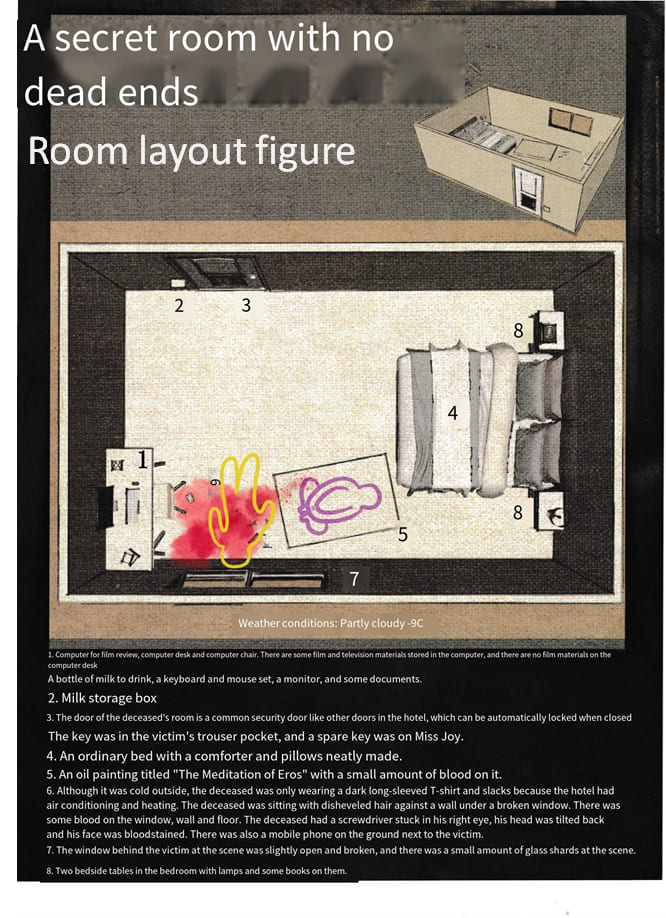 A secret room with no
dead ends
Room layout figure
2
3
8
4
1
6
8
5
7
Weather conditions: Partly cloudy -9C
1. Computer for film review, computer desk and computer chair. There are some film and television materials stored in the computer, and there are no film materials on the
computer desk
A bottle of milk to drink, a keyboard and mouse set, a monitor, and some documents.
2. Milk storage box
3. The door of the deceased's room is a common security door like other doors in the hotel, which can be automatically locked when closed
The key was in the victim's trouser pocket, and a spare key was on Miss Joy.
4. An ordinary bed with a comforter and pillows neatly made.
5. An oil painting titled "The Meditation of Eros" with a small amount of blood on it.
6. Although it was cold outside, the deceased was only wearing a dark long-sleeved T-shirt and slacks because the hotel had
air conditioning and heating. The deceased was sitting with disheveled hair against a wall under a broken window. There was
some blood on the window, wall and floor. The deceased had a screwdriver stuck in his right eye, his head was tilted back
and his face was bloodstained. There was also a mobile phone on the ground next to the victim.
7. The window behind the victim at the scene was slightly open and broken, and there was a small amount of glass shards at the scene.
8. Two bedside tables in the bedroom with lamps and some books on them.